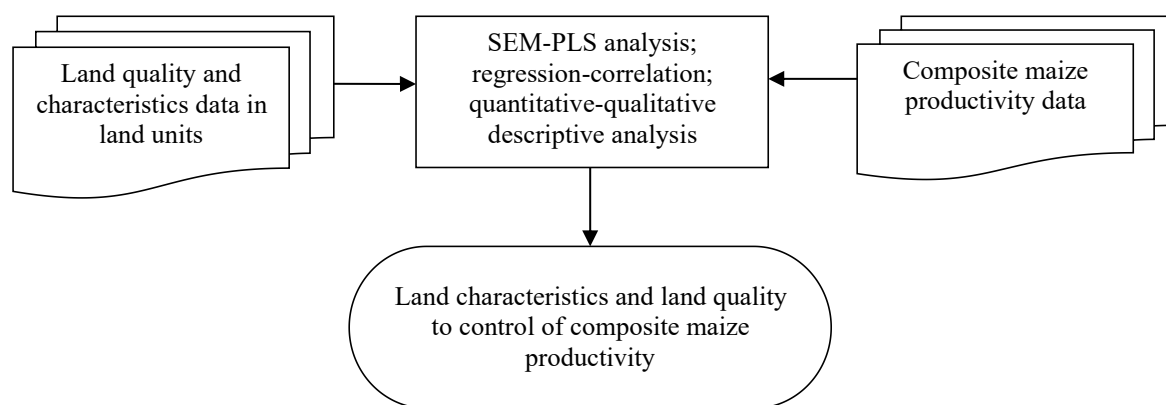 Land quality and
characteristics data in
land units
SEM-PLS analysis;
regression-correlation;
quantitative-qualitative
descriptive analysis
Composite maize
productivity data
Land characteristics and land quality
to control of composite maize
productivity